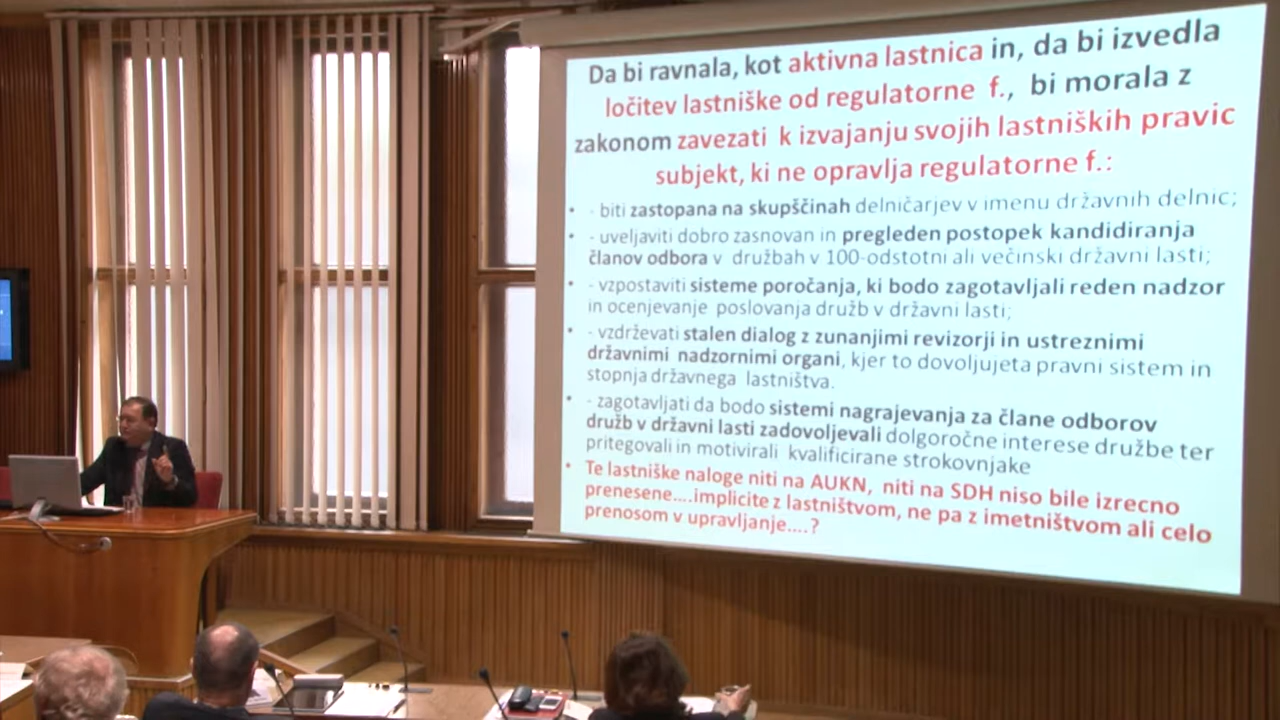 Da bi ravnala, kot aktivna lastnica in, da bi izvedla
ločitev lastniške od regulatorne f., bi morala z
zakonom zavezati k izvajanju svojih lastniških pravic
subjekt, ki ne opravlja regulatorne f.:
• - biti zastopana na skupščinah delničarjev v imenu državnih delnic;
• - uveljaviti dobro zasnovan in pregleden postopek kandidiranja
članov odbora v družbah v 100-odstotni ali večinski državni lasti;
• - vzpostaviti sisteme poročanja, ki bodo zagotavljali reden nadzor
in ocenjevanje poslovanja družb v državni lasti;
• - vzdrževati stalen dialog z zunanjimi revizorji in ustreznimi
državnimi nadzornimi organi, kjer to dovoljujeta pravni sistem in
stopnja državnega lastništva.
• - zagotavljati da bodo sistemi nagrajevanja za člane odborov
družb v državni lasti zadovoljevali dolgoročne interese družbe ter
pritegovali in motivirali kvalificirane strokovnjake
• Te lastniške naloge niti na AUKN, niti na SDH niso bile izrecno
prenesene....implicite z lastništvom, ne pa z imetništvom ali celo
prenosom v upravljanje....?